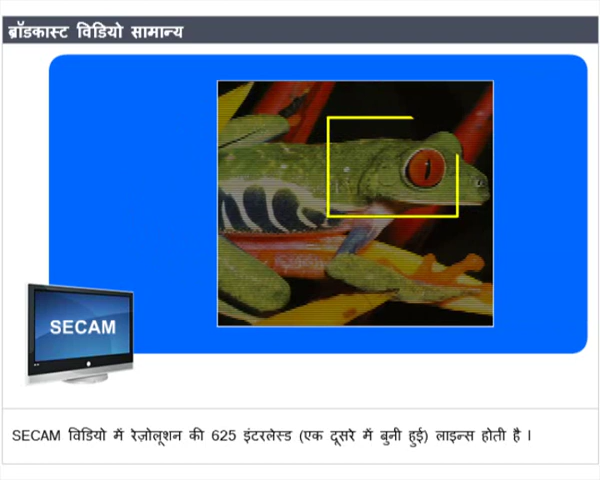 ब्रॉडकास्ट विडियो सामान्य
SECAM
SECAM विडियो में रेज़ोलूशन की 625 इंटरलेस्ड (एक दूसरे में बुनी हुई) लाइन्स होती है l